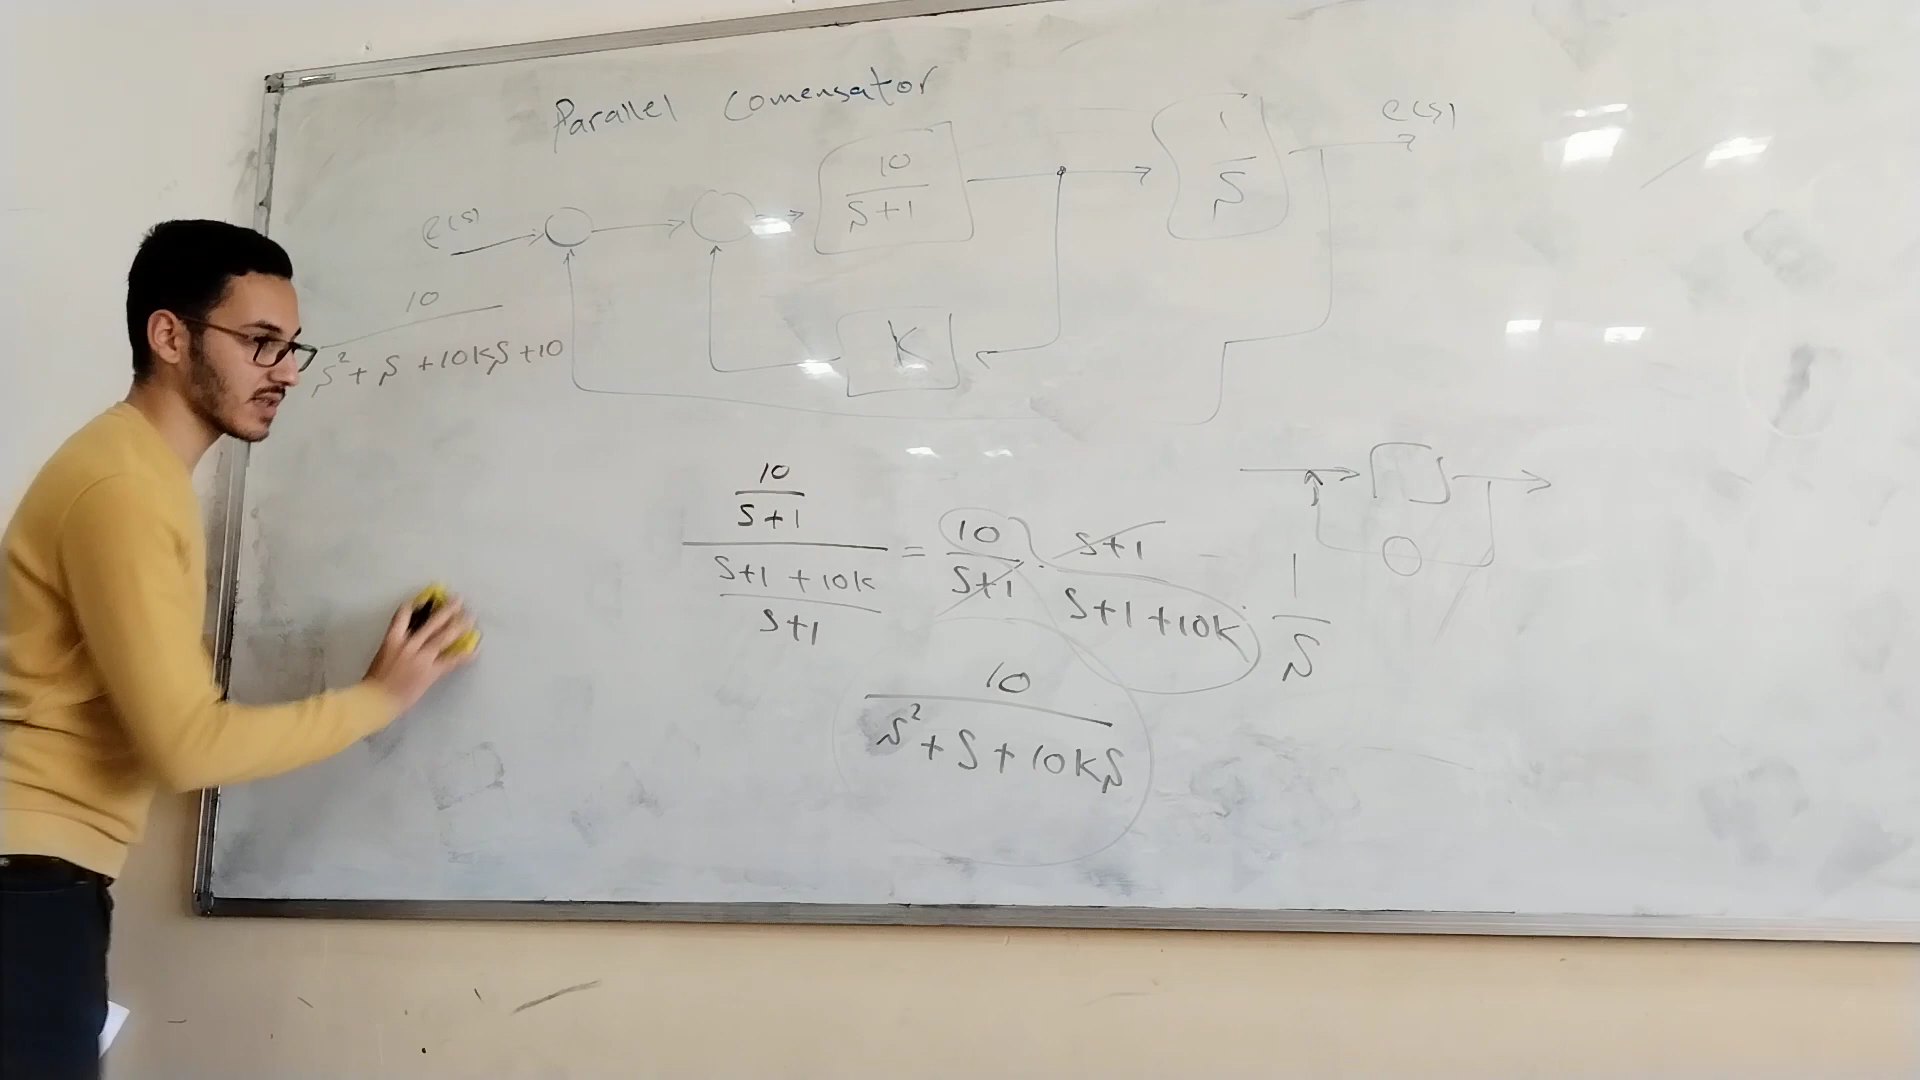 Parallel Comensator
e(s)
10
S+1
1
S
C(S)
K
10
S² + S + 10KS + 10
10
S+1
S+1 + 10K
S+1
= 10
S+1
. S+1
S+1+10K
. 1
S
10
S² + S + 10KS